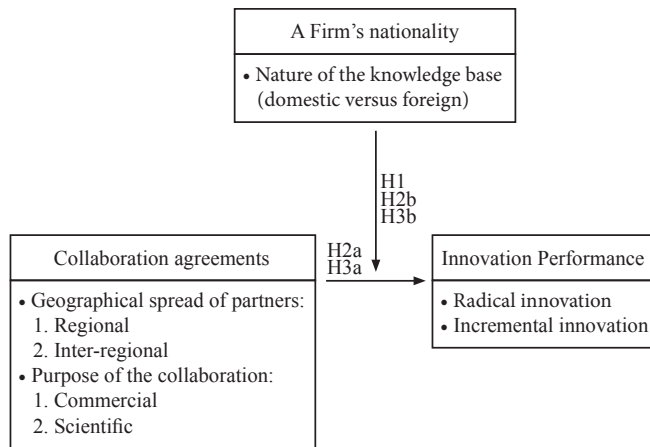 A Firm's nationality
• Nature of the knowledge base
(domestic versus foreign)
H1
H2b
H3b
H2a
H3a
Collaboration agreements
• Geographical spread of partners:
1. Regional
2. Inter-regional
• Purpose of the collaboration:
1. Commercial
2. Scientific
Innovation Performance
• Radical innovation
• Incremental innovation